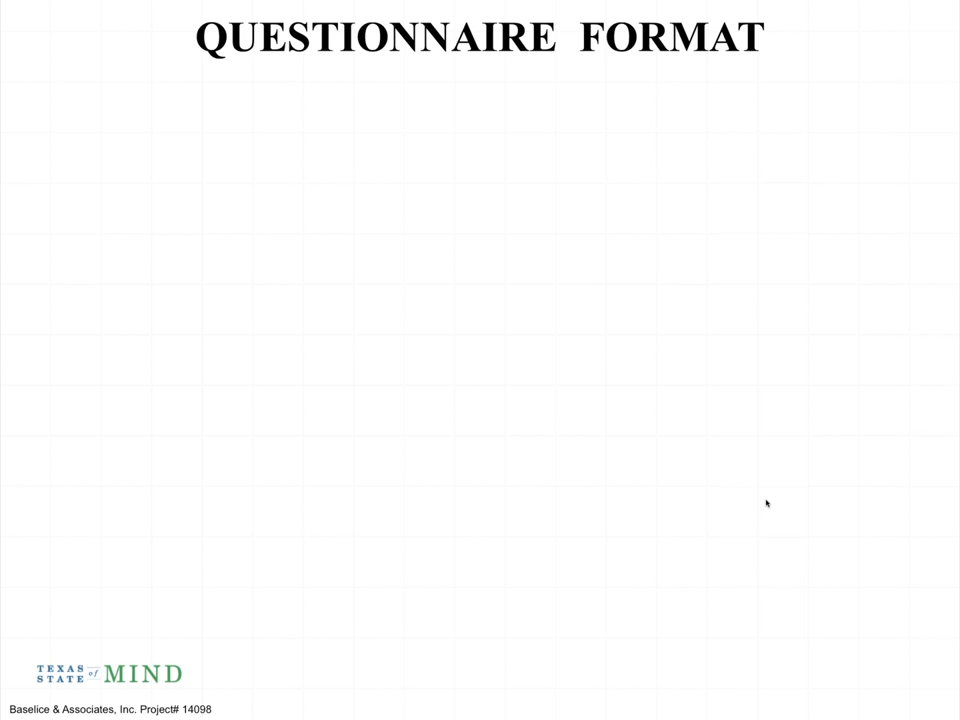 QUESTIONNAIRE FORMAT
TEXAS
STATE of MIND
Baselice & Associates, Inc. Project# 14098